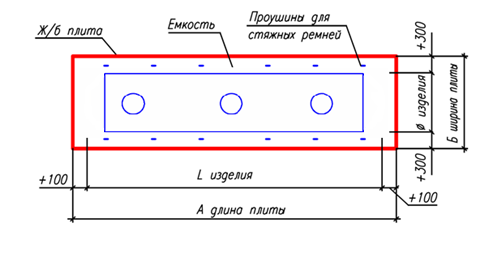 Ж/б плита
Емкость
Проушины для
стяжных ремней
+300
Ø изделия
Б ширина плиты
+300
+100
L изделия
+100
А длина плиты